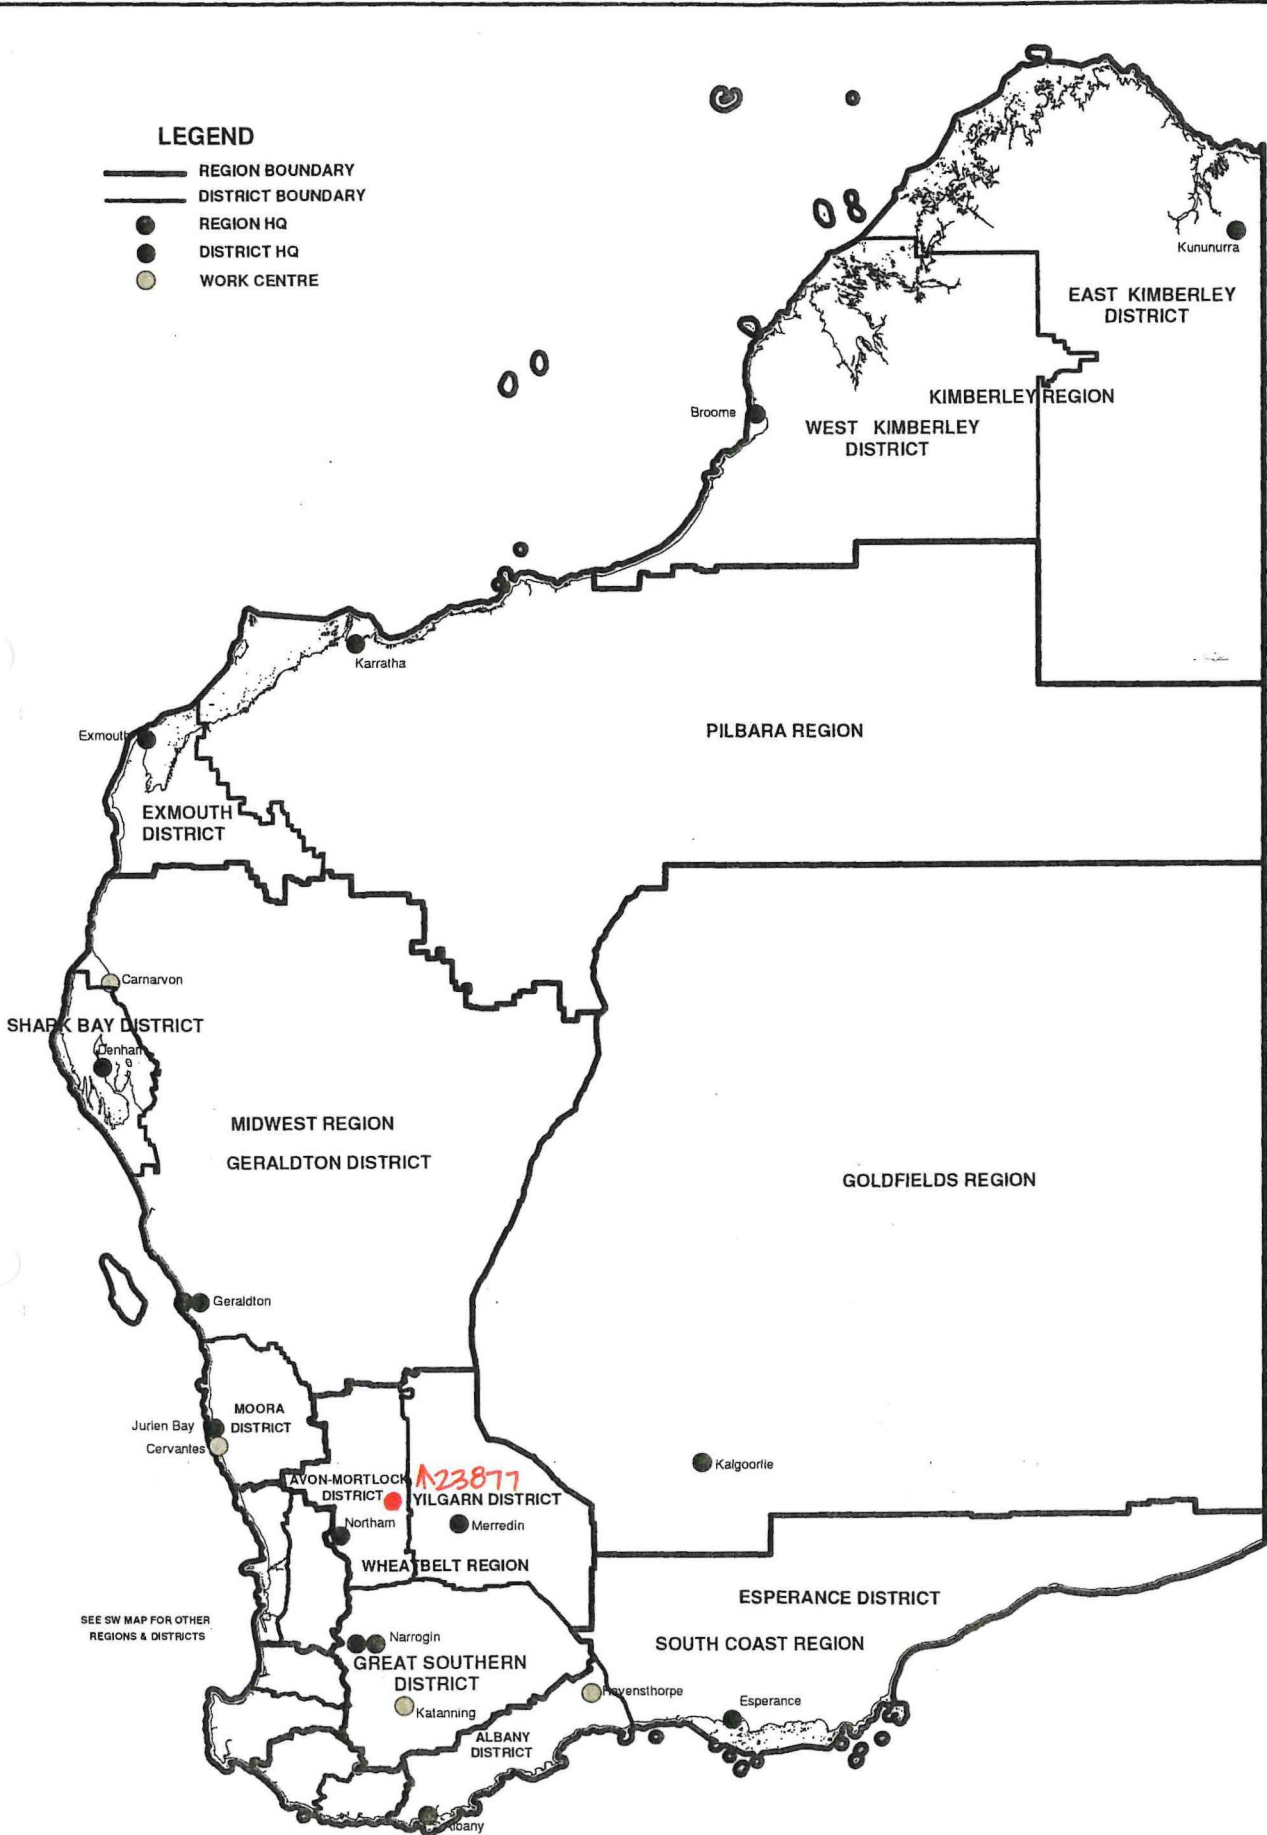 LEGEND
REGION BOUNDARY
DISTRICT BOUNDARY
REGION HQ
DISTRICT HQ
WORK CENTRE
Kununurra
EAST KIMBERLEY
DISTRICT
KIMBERLEY REGION
Broome
WEST KIMBERLEY
DISTRICT
Karratha
PILBARA REGION
Exmouth
EXMOUTH
DISTRICT
Carnarvon
SHARK BAY DISTRICT
Denham
MIDWEST REGION
GERALDTON DISTRICT
GOLDFIELDS REGION
Geraldton
MOORA
DISTRICT
Jurien Bay
Cervantes
Kalgoorlie
AVON-MORTLOCK
DISTRICT
A23877
YILGARN DISTRICT
Northam
Merredin
WHEATBELT REGION
ESPERANCE DISTRICT
SEE SW MAP FOR OTHER
REGIONS & DISTRICTS
SOUTH COAST REGION
Narrogin
GREAT SOUTHERN
DISTRICT
Ravensthorpe
Katanning
Esperance
ALBANY
DISTRICT
Albany